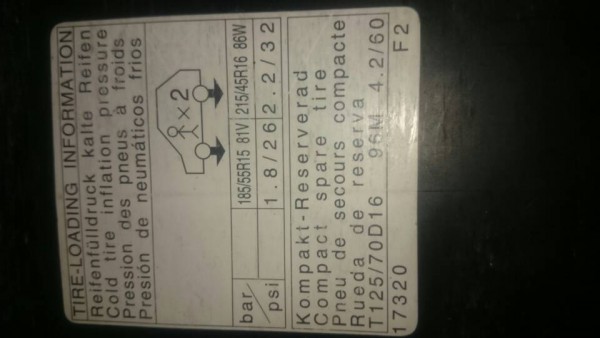 TIRE-LOADING INFORMATION
Reifenfülldruck kalte Reifen
Cold tire inflation pressure
Pression des pneus à froids
Presión de neumáticos frios
×2
185/55R15 81V 215/45R16 86W
bar/psi 1.8/26 2.2/32
Kompakt-Reserverad
Compact spare tire
Pneu de secours compacte
Rueda de reserva
T125/70D16 96M 4.2/60
17320 F2